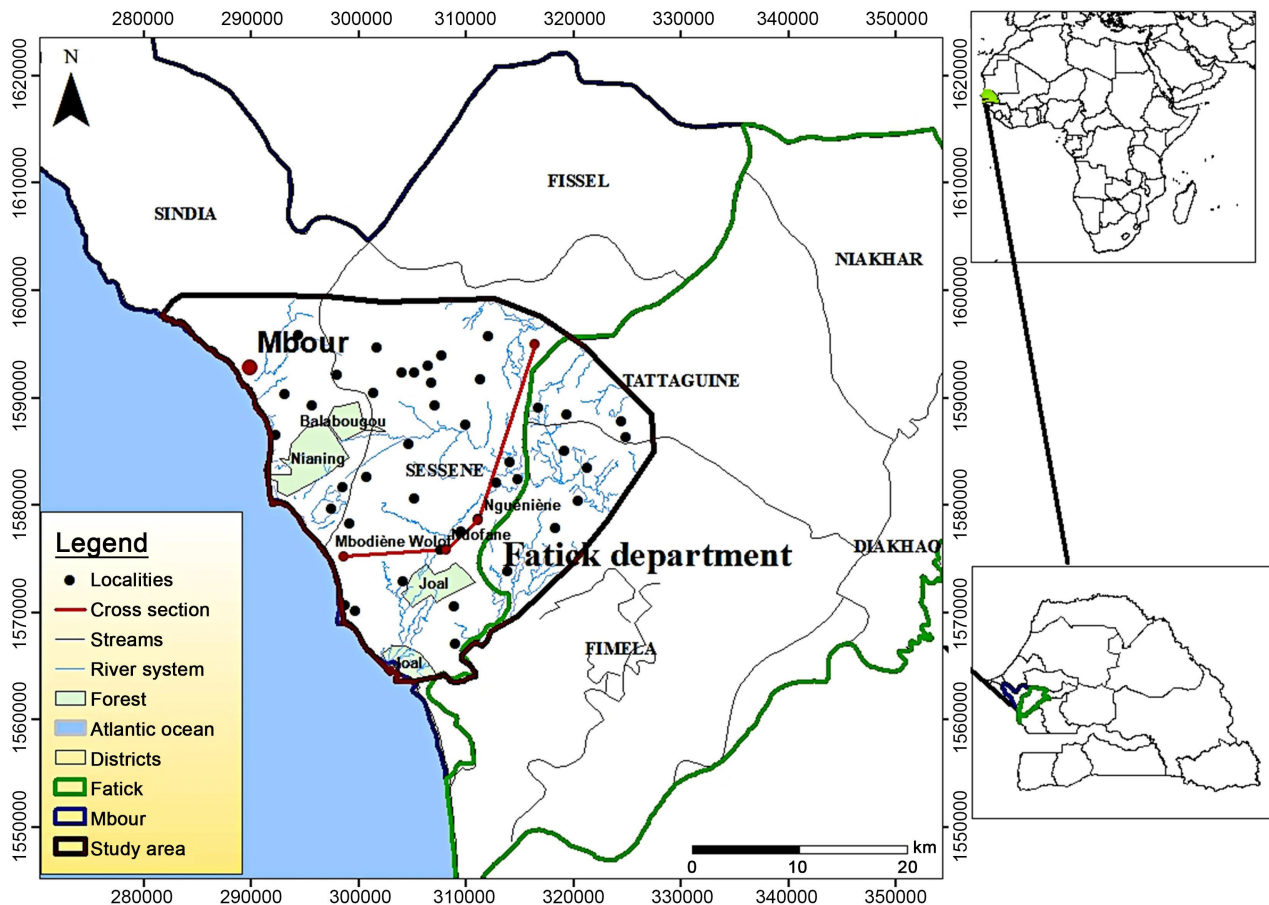 280000 290000 300000 310000 320000 330000 340000 350000
1620000
1610000
1600000
1590000
1580000
1570000
1560000
1550000
N
FISSEL
SINDIA
NIAKHAR
Mbour
TATTAGUINE
Balabougou
Nianing
SESSENE
Nguenième
Ndofane
Mbodiène Wolof
Fatick department
DIAKHAO
Joal
FIMELA
Joal
Legend
Localities
Cross section
Streams
River system
Forest
Atlantic ocean
Districts
Fatick
Mbour
Study area
km
0 10 20
280000 290000 300000 310000 320000 330000 340000 350000
1620000
1610000
1600000
1590000
1580000
1570000
1560000
1550000